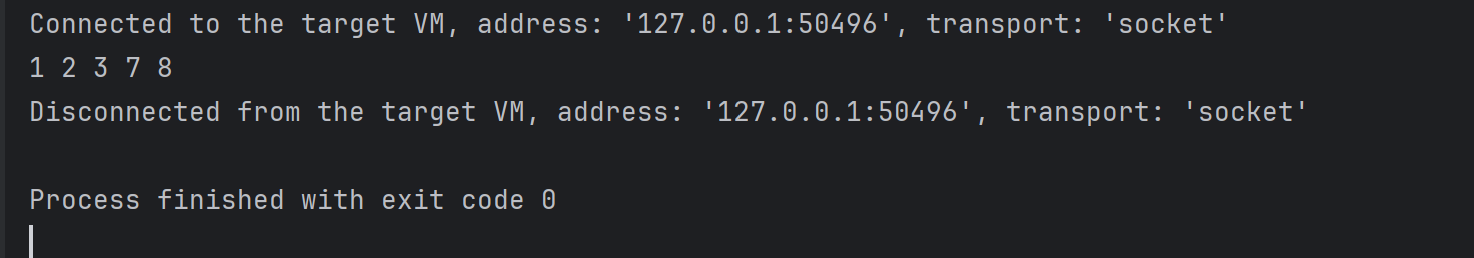 Connected to the target VM, address: '127.0.0.1:50496', transport: 'socket'
1 2 3 7 8
Disconnected from the target VM, address: '127.0.0.1:50496', transport: 'socket'
Process finished with exit code 0